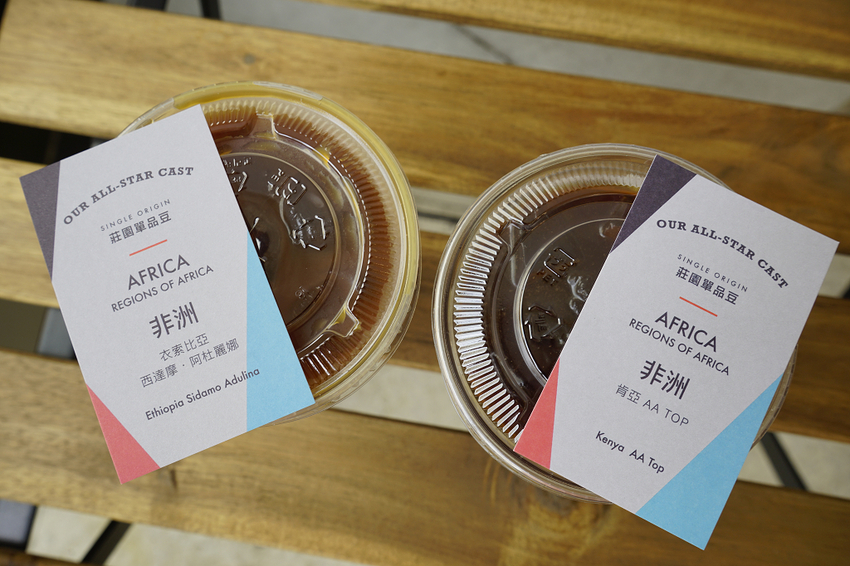 OUR ALL-STAR CAST
SINGLE ORIGIN
莊園單品豆
AFRICA
REGIONS OF AFRICA
非洲
衣索比亞
西達摩・阿杜麗娜
Ethiopia Sidamo Adulina
OUR ALL-STAR CAST
SINGLE ORIGIN
莊園單品豆
AFRICA
REGIONS OF AFRICA
非洲
肯亞 AA TOP
Kenya AA Top